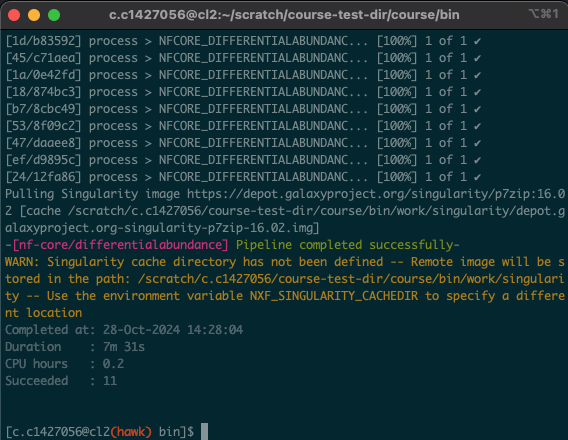 c.c1427056@cl2:~/scratch/course-test-dir/course/bin ⌥⌘1
[1d/b83592] process > NFCORE_DIFFERENTIALABUNDANC... [100%] 1 of 1 ✔
[45/c71aea] process > NFCORE_DIFFERENTIALABUNDANC... [100%] 1 of 1 ✔
[1a/0e42fd] process > NFCORE_DIFFERENTIALABUNDANC... [100%] 1 of 1 ✔
[18/874bc3] process > NFCORE_DIFFERENTIALABUNDANC... [100%] 1 of 1 ✔
[b7/8cbc49] process > NFCORE_DIFFERENTIALABUNDANC... [100%] 1 of 1 ✔
[53/8f09c2] process > NFCORE_DIFFERENTIALABUNDANC... [100%] 1 of 1 ✔
[47/daaee8] process > NFCORE_DIFFERENTIALABUNDANC... [100%] 1 of 1 ✔
[ef/d9895c] process > NFCORE_DIFFERENTIALABUNDANC... [100%] 1 of 1 ✔
[24/12fa86] process > NFCORE_DIFFERENTIALABUNDANC... [100%] 1 of 1 ✔
Pulling Singularity image https://depot.galaxyproject.org/singularity/p7zip:16.0
2 [cache /scratch/c.c1427056/course-test-dir/course/bin/work/singularity/depot.g
alaxyproject.org-singularity-p7zip-16.02.img]
-[nf-core/differentialabundance] Pipeline completed successfully-
WARN: Singularity cache directory has not been defined -- Remote image will be s
tored in the path: /scratch/c.c1427056/course-test-dir/course/bin/work/singulari
ty -- Use the environment variable NXF_SINGULARITY_CACHEDIR to specify a differe
nt location
Completed at: 28-Oct-2024 14:28:04
Duration    : 7m 31s
CPU hours   : 0.2
Succeeded   : 11
[c.c1427056@cl2(hawk) bin]$